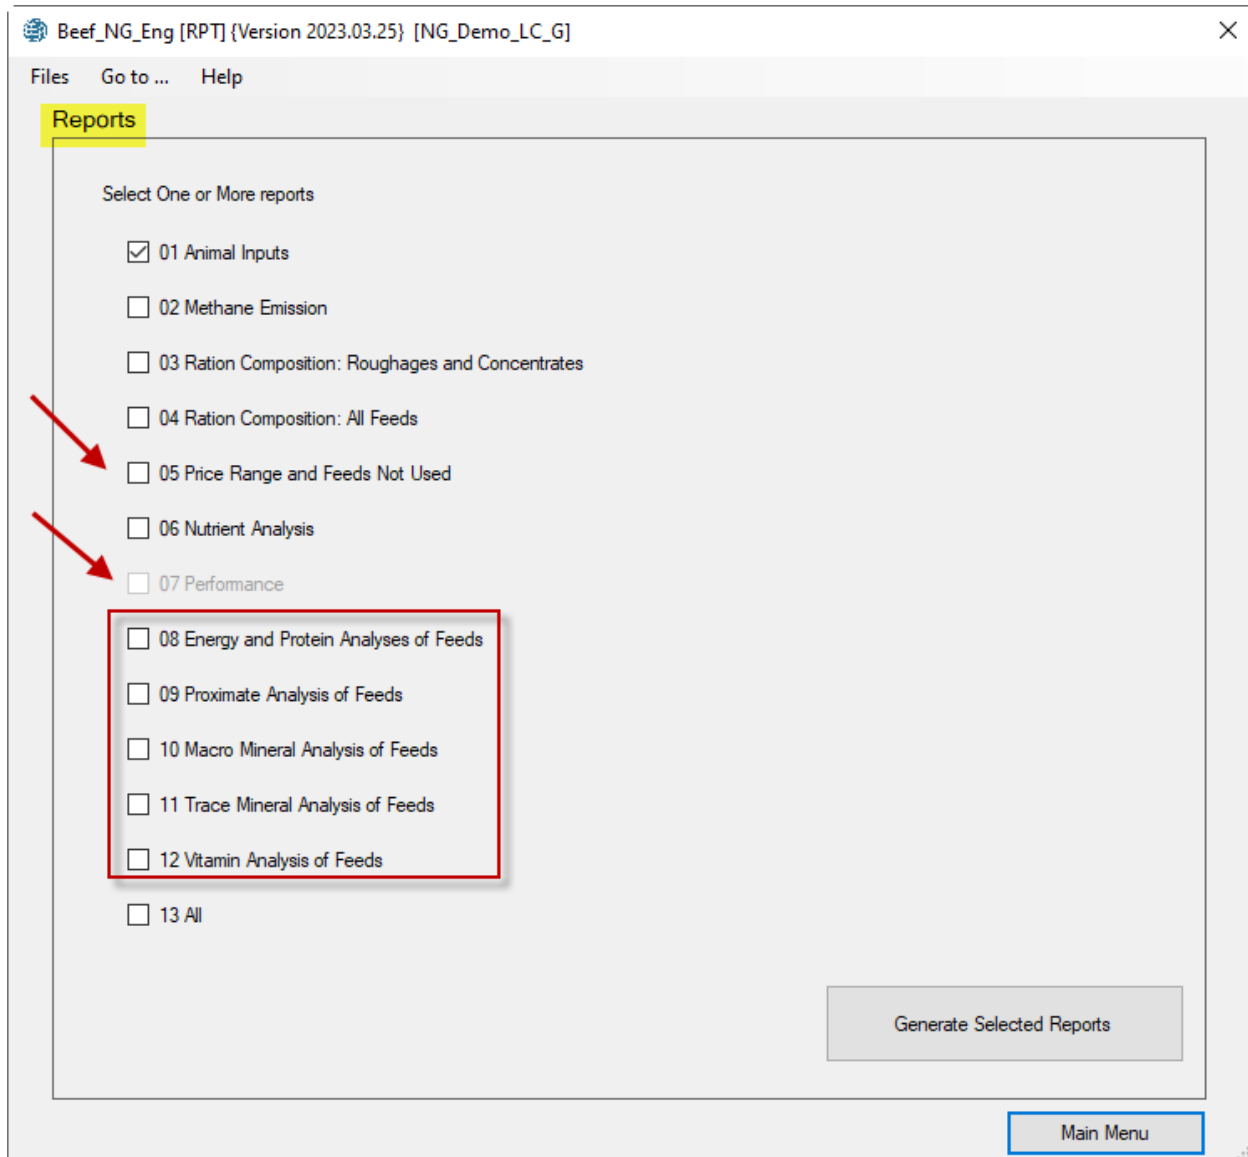 Beef_NG_Eng [RPT] {Version 2023.03.25} [NG_Demo_LC_G]
Files Go to ... Help
Reports
Select One or More reports
01 Animal Inputs
02 Methane Emission
03 Ration Composition: Roughages and Concentrates
04 Ration Composition: All Feeds
05 Price Range and Feeds Not Used
06 Nutrient Analysis
07 Performance
08 Energy and Protein Analyses of Feeds
09 Proximate Analysis of Feeds
10 Macro Mineral Analysis of Feeds
11 Trace Mineral Analysis of Feeds
12 Vitamin Analysis of Feeds
13 All
Generate Selected Reports
Main Menu